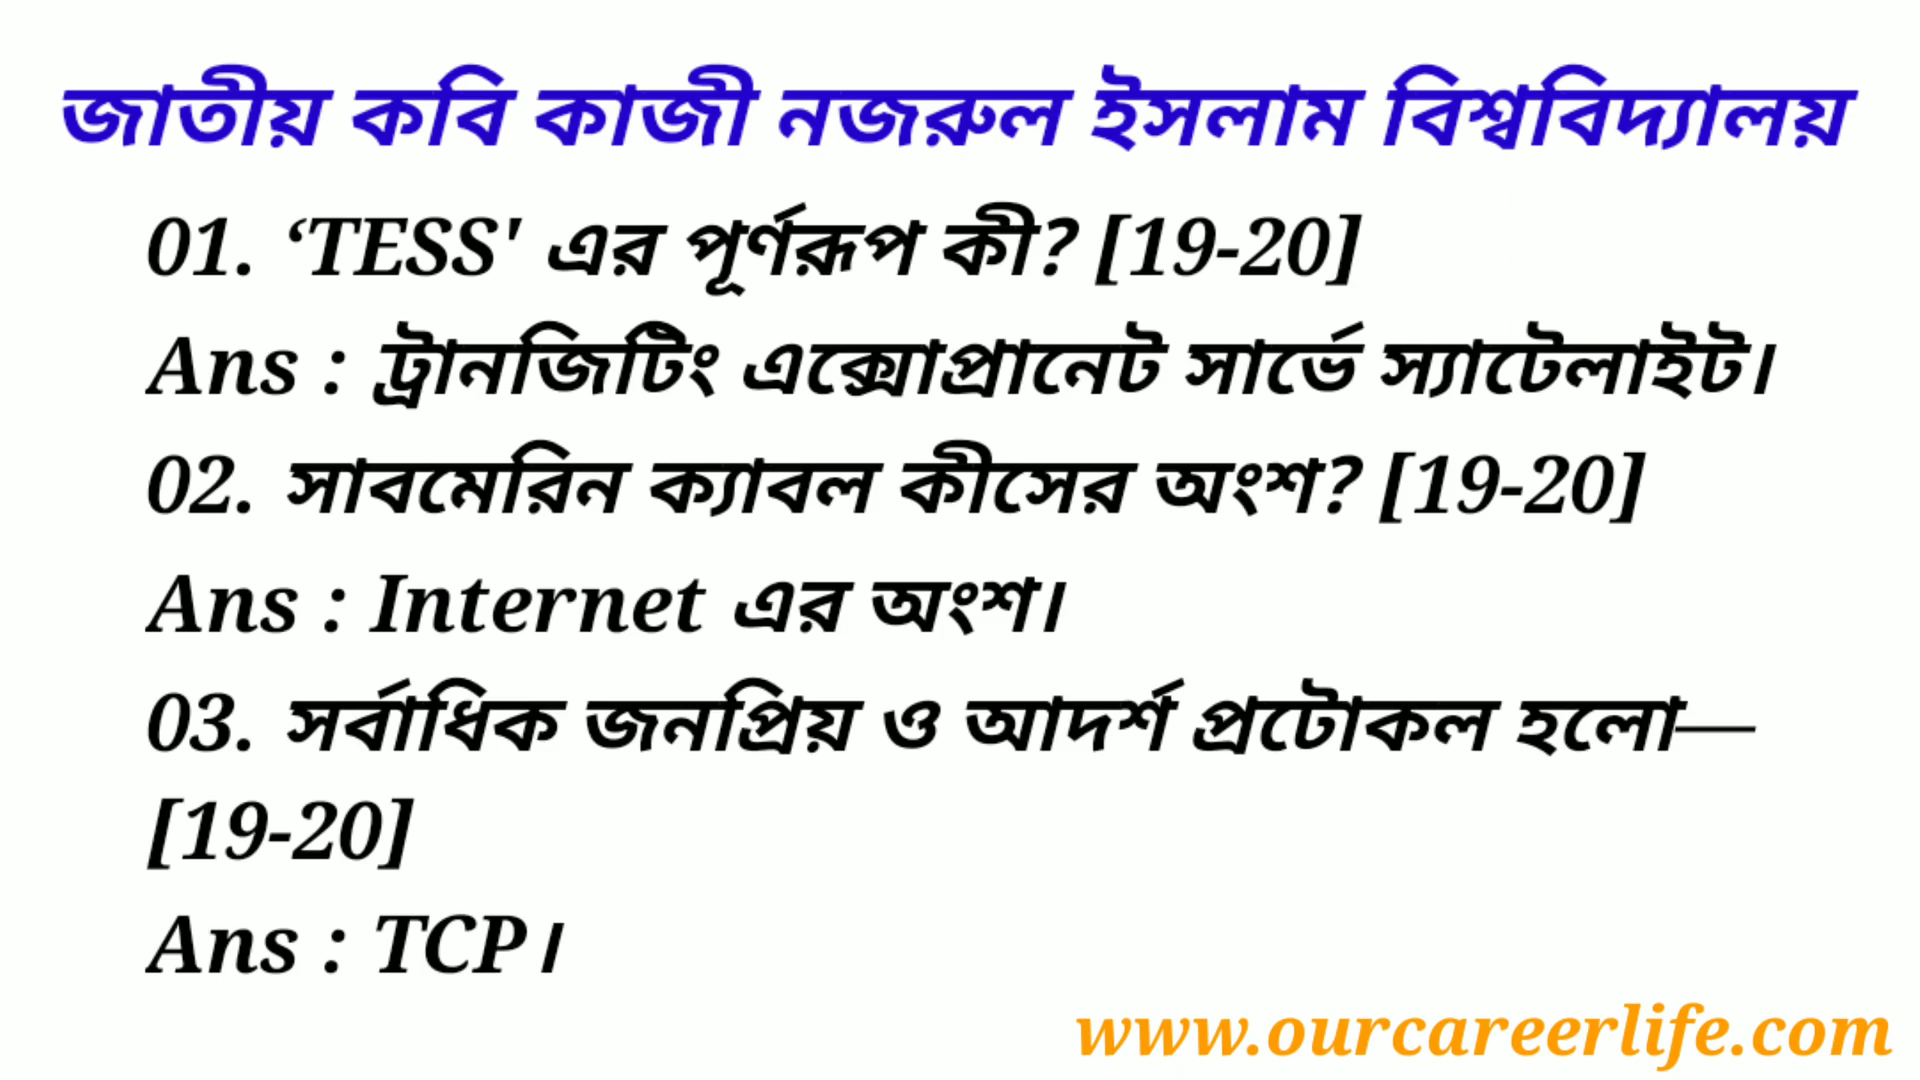 জাতীয় কবি কাজী নজরুল ইসলাম বিশ্ববিদ্যালয়
01. ‘TESS' এর পূর্ণরূপ কী? [19-20]
Ans : ট্রানজিটিং এক্সোপ্রানেট সার্ভে স্যাটেলাইট।
02. সাবমেরিন ক্যাবল কীসের অংশ? [19-20]
Ans : Internet এর অংশ।
03. সর্বাধিক জনপ্রিয় ও আদর্শ প্রটোকল হলো—
[19-20]
Ans : TCP।
www.ourcareerlife.com